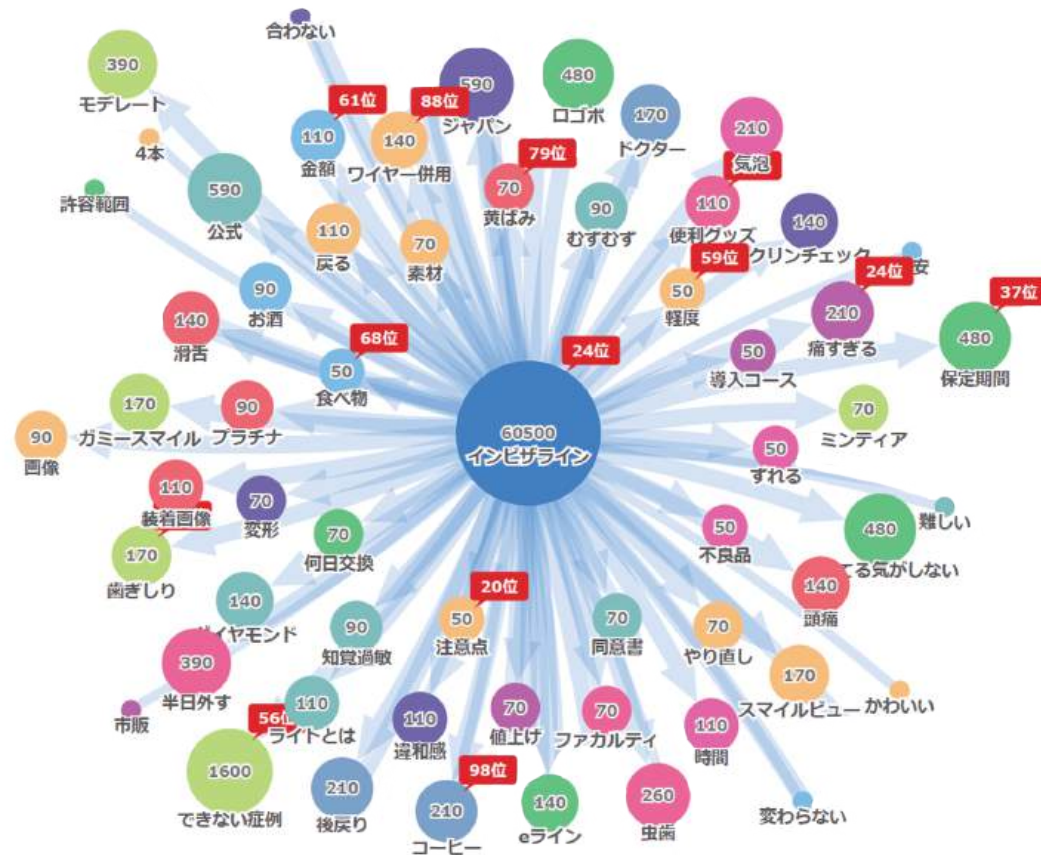 合わない
390
モデレート
4本
許容範囲
590
公式
61位
110
金額
88位
140
ワイヤー併用
590
ジャパン
480
ロゴポ
170
ドクター
210
気泡
79位
70
黄ばみ
90
むずむず
110
便利グッズ
140
クリンチェック
安
110
戻る
70
素材
59位
50
軽度
24位
210
痛すぎる
37位
480
保定期間
90
お酒
140
滑舌
68位
50
食べ物
24位
60500
インビザライン
50
導入コース
70
ミンティア
170
ガミースマイル
90
プラチナ
90
画像
50
ずれる
110
装着画像
70
変形
170
歯ぎしり
70
何日交換
50
不良品
480
てる気がしない
難しい
140
頭痛
140
イヤモンド
90
知覚過敏
20位
50
注意点
70
同意書
70
やり直し
170
スマイルビュー
かわいい
390
半日外す
市販
110
ライトとは
110
違和感
70
値上げ
70
ファカルティ
110
時間
56位
1600
できない症例
210
後戻り
98位
210
コーヒー
140
eライン
260
虫歯
変わらない